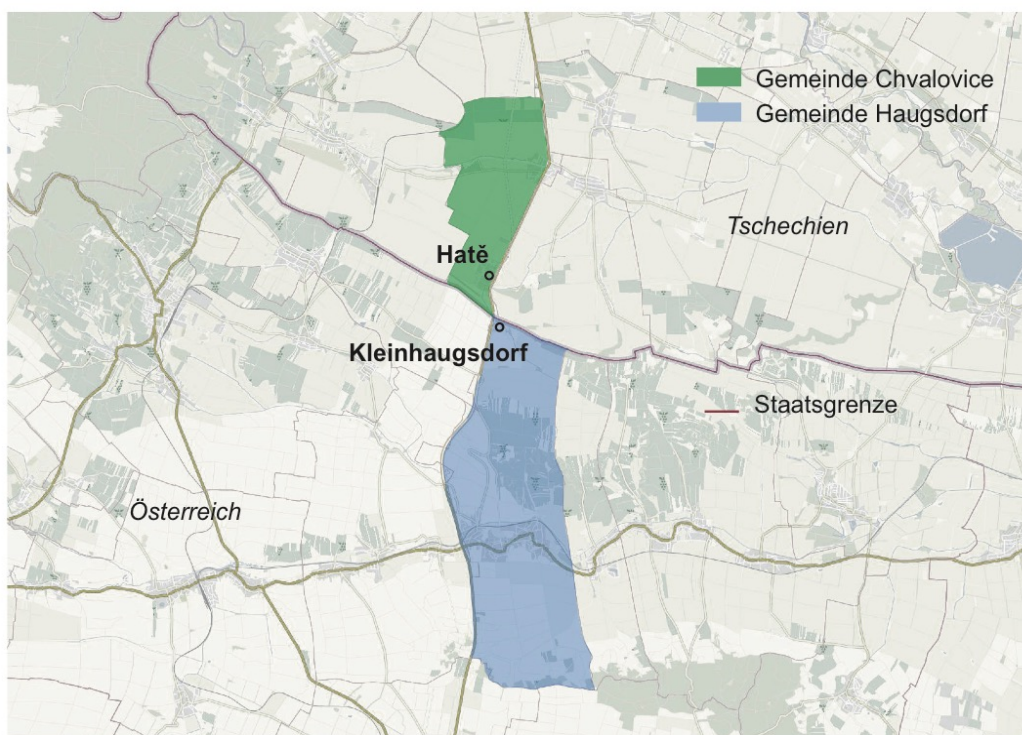 Gemeinde Chvalovice
Gemeinde Haugsdorf
Tschechien
Hatě
Kleinhaugsdorf
Staatsgrenze
Österreich